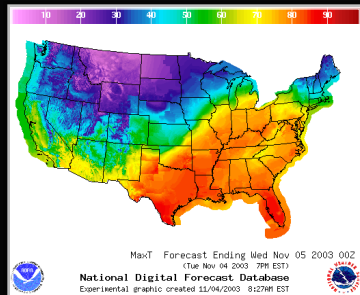 10 20 30 40 50 60 70 80 90
MaxT Forecast Ending Wed Nov 05 2003 00Z
(Tue Nov 04 2003 7PM EST)
National Digital Forecast Database
Experimental graphic created 11/04/2003 8:27AM EST